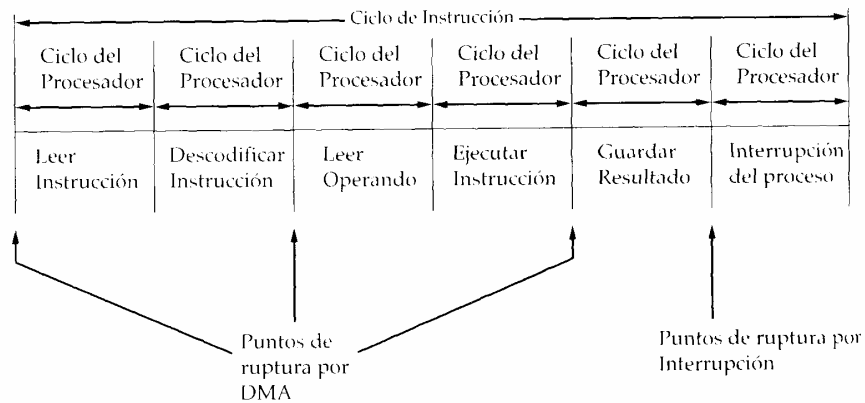 Ciclo de Instrucción
Ciclo del
Procesador
Ciclo del
Procesador
Ciclo del
Procesador
Ciclo del
Procesador
Ciclo del
Procesador
Ciclo del
Procesador
Leer
Instrucción
Descodificar
Instrucción
Leer
Operando
Ejecutar
Instrucción
Guardar
Resultado
Interrupción
del proceso
Puntos de
ruptura por
DMA
Puntos de ruptura por
Interrupción